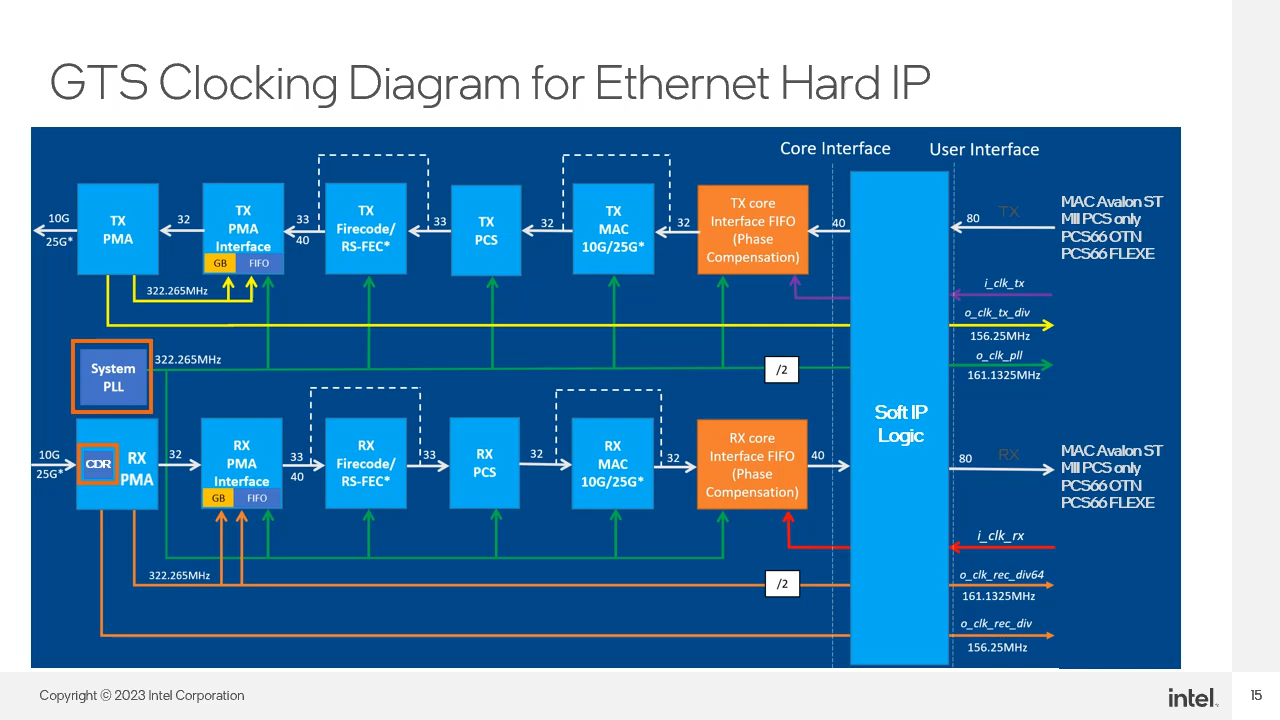 GTS Clocking Diagram for Ethernet Hard IP
Core Interface
User Interface
10G
25G*
TX
PMA
32
TX
PMA
Interface
GB
FIFO
33
40
TX
Firecode/
RS-FEC*
33
TX
PCS
32
TX
MAC
10G/25G*
32
TX core
Interface FIFO
(Phase
Compensation)
40
80
TX
MAC Avalon ST
MII PCS only
PCS66 OTN
PCS66 FLEXE
322.265MHz
i_clk_tx
o_clk_tx_div
156.25MHz
System
PLL
322.265MHz
/2
o_clk_pll
161.1325MHz
Soft IP
Logic
10G
25G*
CDR
RX
PMA
32
RX
PMA
Interface
GB
FIFO
33
40
RX
Firecode/
RS-FEC*
33
RX
PCS
32
RX
MAC
10G/25G*
32
RX core
Interface FIFO
(Phase
Compensation)
40
80
RX
MAC Avalon ST
MII PCS only
PCS66 OTN
PCS66 FLEXE
i_clk_rx
322.265MHz
/2
o_clk_rec_div64
161.1325MHz
o_clk_rec_div
156.25MHz
Copyright © 2023 Intel Corporation
intel.
15